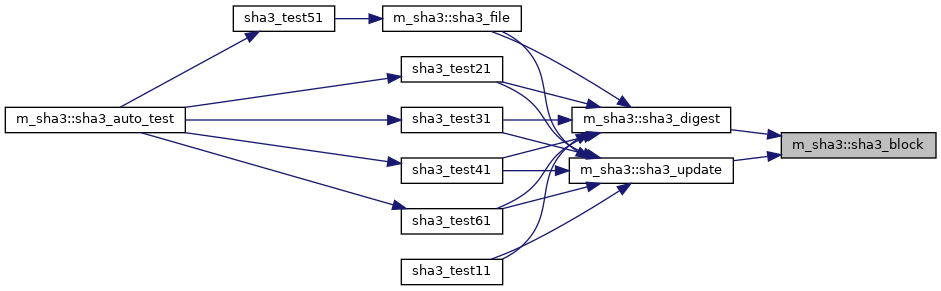 sha3_test51
m_sha3::sha3_file
sha3_test21
m_sha3::sha3_auto_test
sha3_test31
m_sha3::sha3_digest
m_sha3::sha3_block
sha3_test41
m_sha3::sha3_update
sha3_test61
sha3_test11